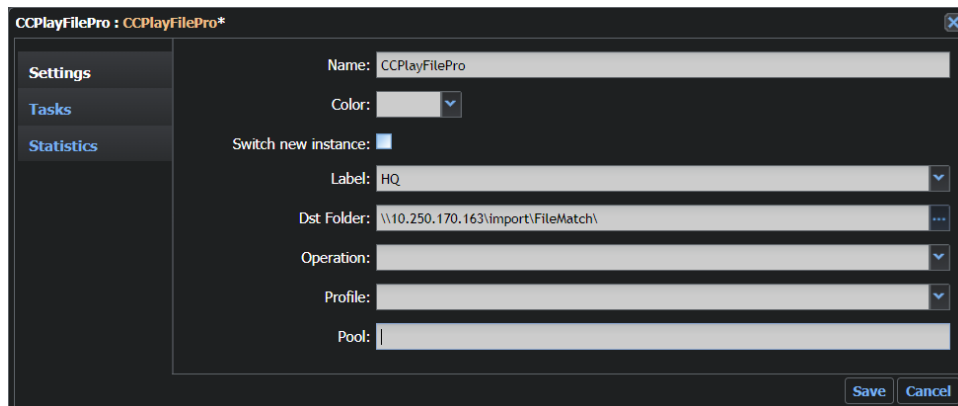 CCPlayFilePro : CCPlayFilePro*
Settings
Tasks
Statistics
Name: CCPlayFilePro
Color:
Switch new instance:
Label: HQ
Dst Folder: \\10.250.170.163\import\FileMatch\ ...
Operation:
Profile:
Pool:
Save Cancel